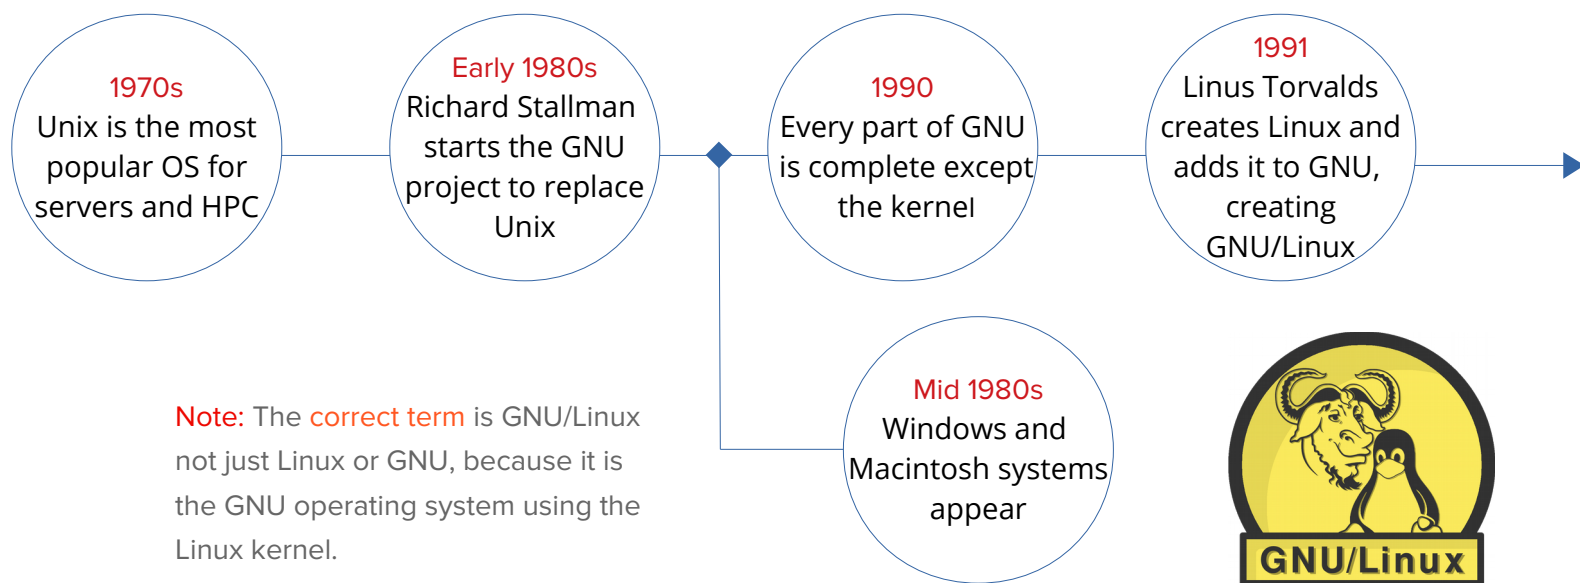 1970s
Unix is the most
popular OS for
servers and HPC
Early 1980s
Richard Stallman
starts the GNU
project to replace
Unix
1990
Every part of GNU
is complete except
the kernel
1991
Linus Torvalds
creates Linux and
adds it to GNU,
creating
GNU/Linux
Mid 1980s
Windows and
Macintosh systems
appear
Note: The correct term is GNU/Linux
not just Linux or GNU, because it is
the GNU operating system using the
Linux kernel.
GNU/Linux